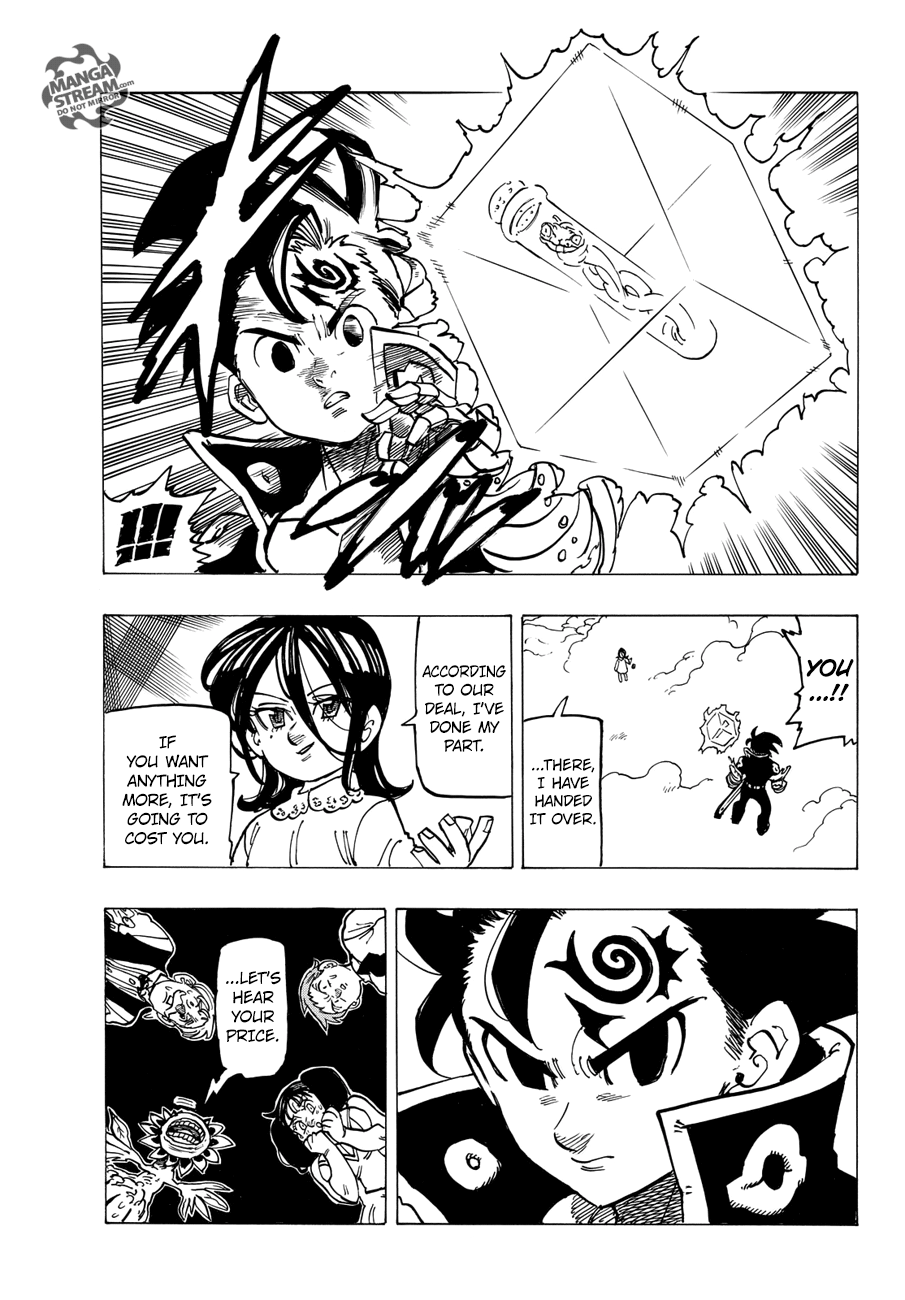 MANGA
STREAM.com
DO NOT MIRROR
!!!
YOU
...!!
...THERE,
I HAVE
HANDED
IT OVER.
ACCORDING
TO OUR
DEAL, I'VE
DONE MY
PART.
IF
YOU WANT
ANYTHING
MORE, IT'S
GOING TO
COST YOU.
...LET'S
HEAR
YOUR
PRICE.